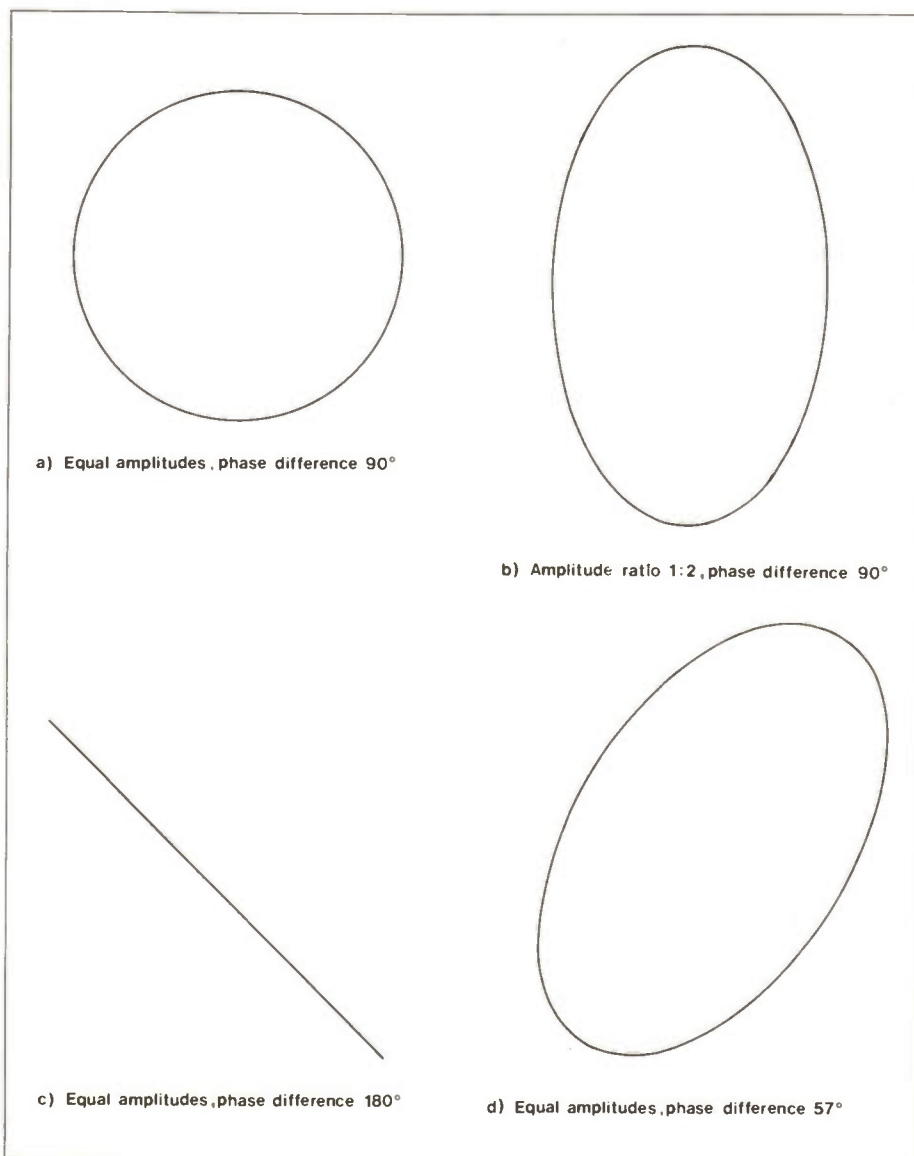 a) Equal amplitudes, phase difference 90°
b) Amplitude ratio 1:2, phase difference 90°
c) Equal amplitudes, phase difference 180°
d) Equal amplitudes, phase difference 57°